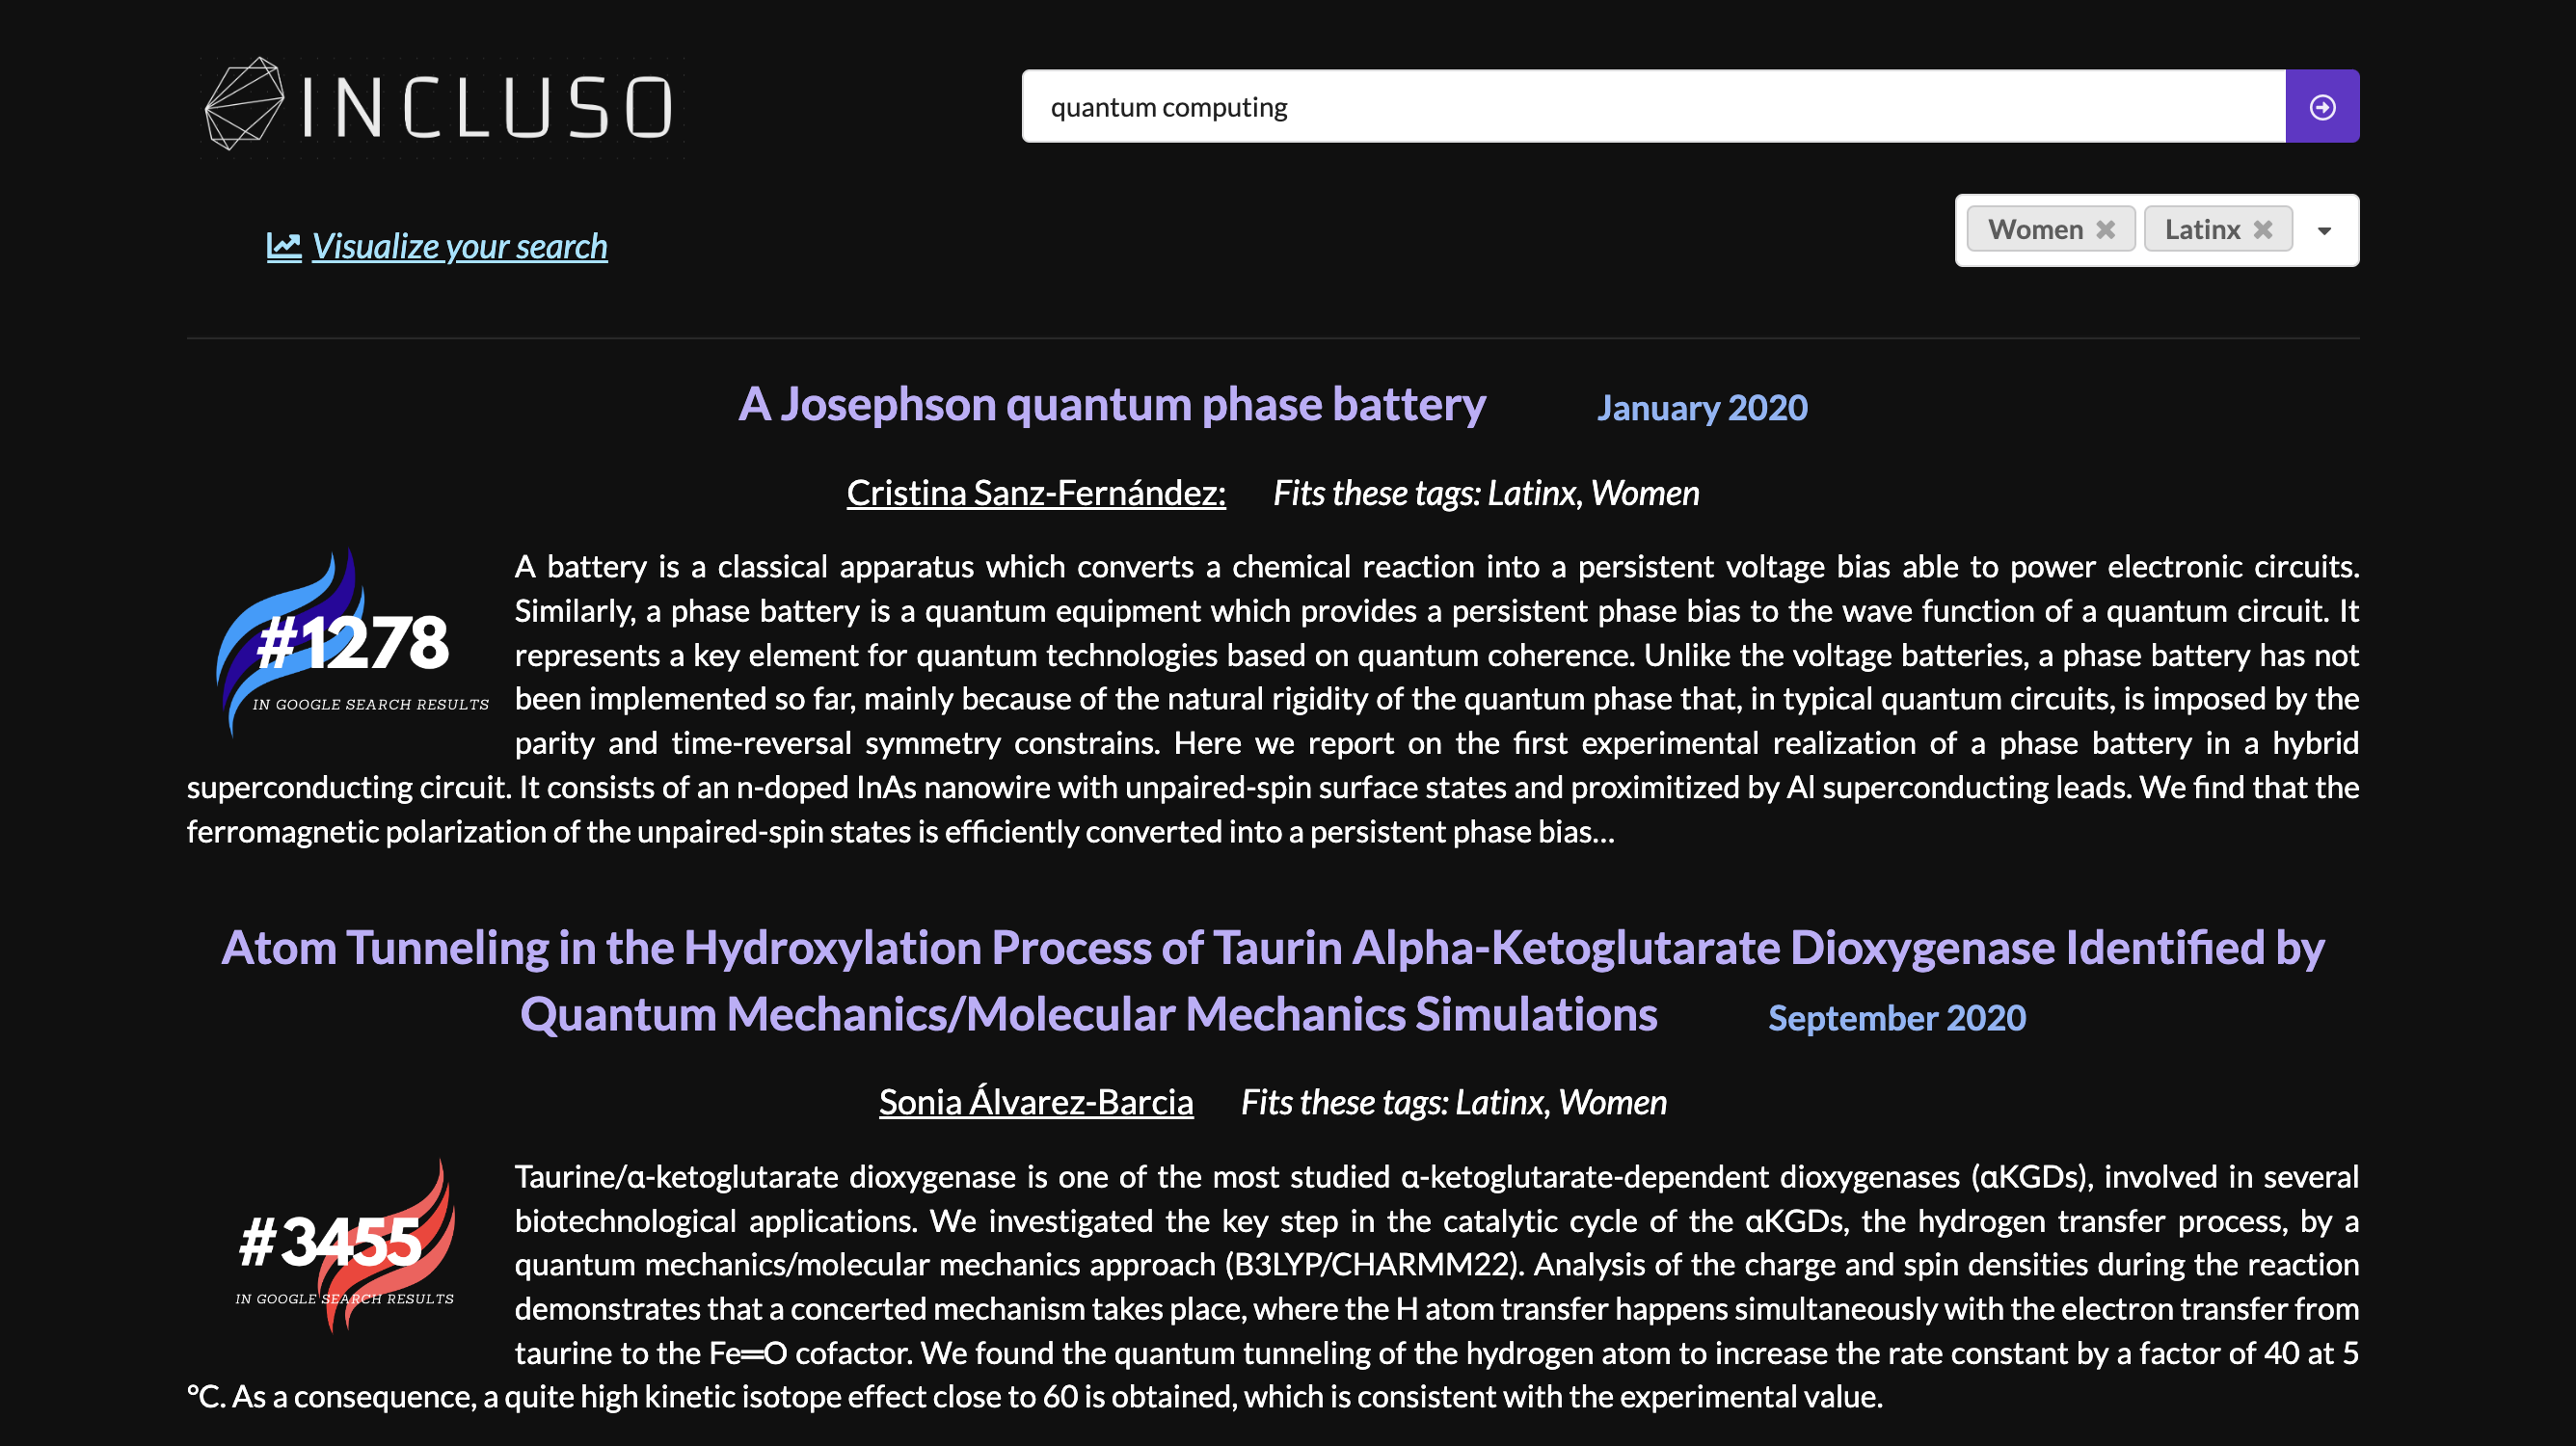 INCLUSO
quantum computing
Women
Latinx
Visualize your search
A Josephson quantum phase battery January 2020
Cristina Sanz-Fernández: Fits these tags: Latinx, Women
#1278
IN GOOGLE SEARCH RESULTS
A battery is a classical apparatus which converts a chemical reaction into a persistent voltage bias able to power electronic circuits.
Similarly, a phase battery is a quantum equipment which provides a persistent phase bias to the wave function of a quantum circuit. It
represents a key element for quantum technologies based on quantum coherence. Unlike the voltage batteries, a phase battery has not
been implemented so far, mainly because of the natural rigidity of the quantum phase that, in typical quantum circuits, is imposed by the
parity and time-reversal symmetry constrains. Here we report on the first experimental realization of a phase battery in a hybrid
superconducting circuit. It consists of an n-doped InAs nanowire with unpaired-spin surface states and proximitized by Al superconducting leads. We find that the
ferromagnetic polarization of the unpaired-spin states is efficiently converted into a persistent phase bias...
Atom Tunneling in the Hydroxylation Process of Taurin Alpha-Ketoglutarate Dioxygenase Identified by
Quantum Mechanics/Molecular Mechanics Simulations September 2020
Sonia Álvarez-Barcia Fits these tags: Latinx, Women
#3455
IN GOOGLE SEARCH RESULTS
Taurine/α-ketoglutarate dioxygenase is one of the most studied α-ketoglutarate-dependent dioxygenases (αKGDs), involved in several
biotechnological applications. We investigated the key step in the catalytic cycle of the αKGDs, the hydrogen transfer process, by a
quantum mechanics/molecular mechanics approach (B3LYP/CHARMM22). Analysis of the charge and spin densities during the reaction
demonstrates that a concerted mechanism takes place, where the H atom transfer happens simultaneously with the electron transfer from
taurine to the Fe═O cofactor. We found the quantum tunneling of the hydrogen atom to increase the rate constant by a factor of 40 at 5
°C. As a consequence, a quite high kinetic isotope effect close to 60 is obtained, which is consistent with the experimental value.